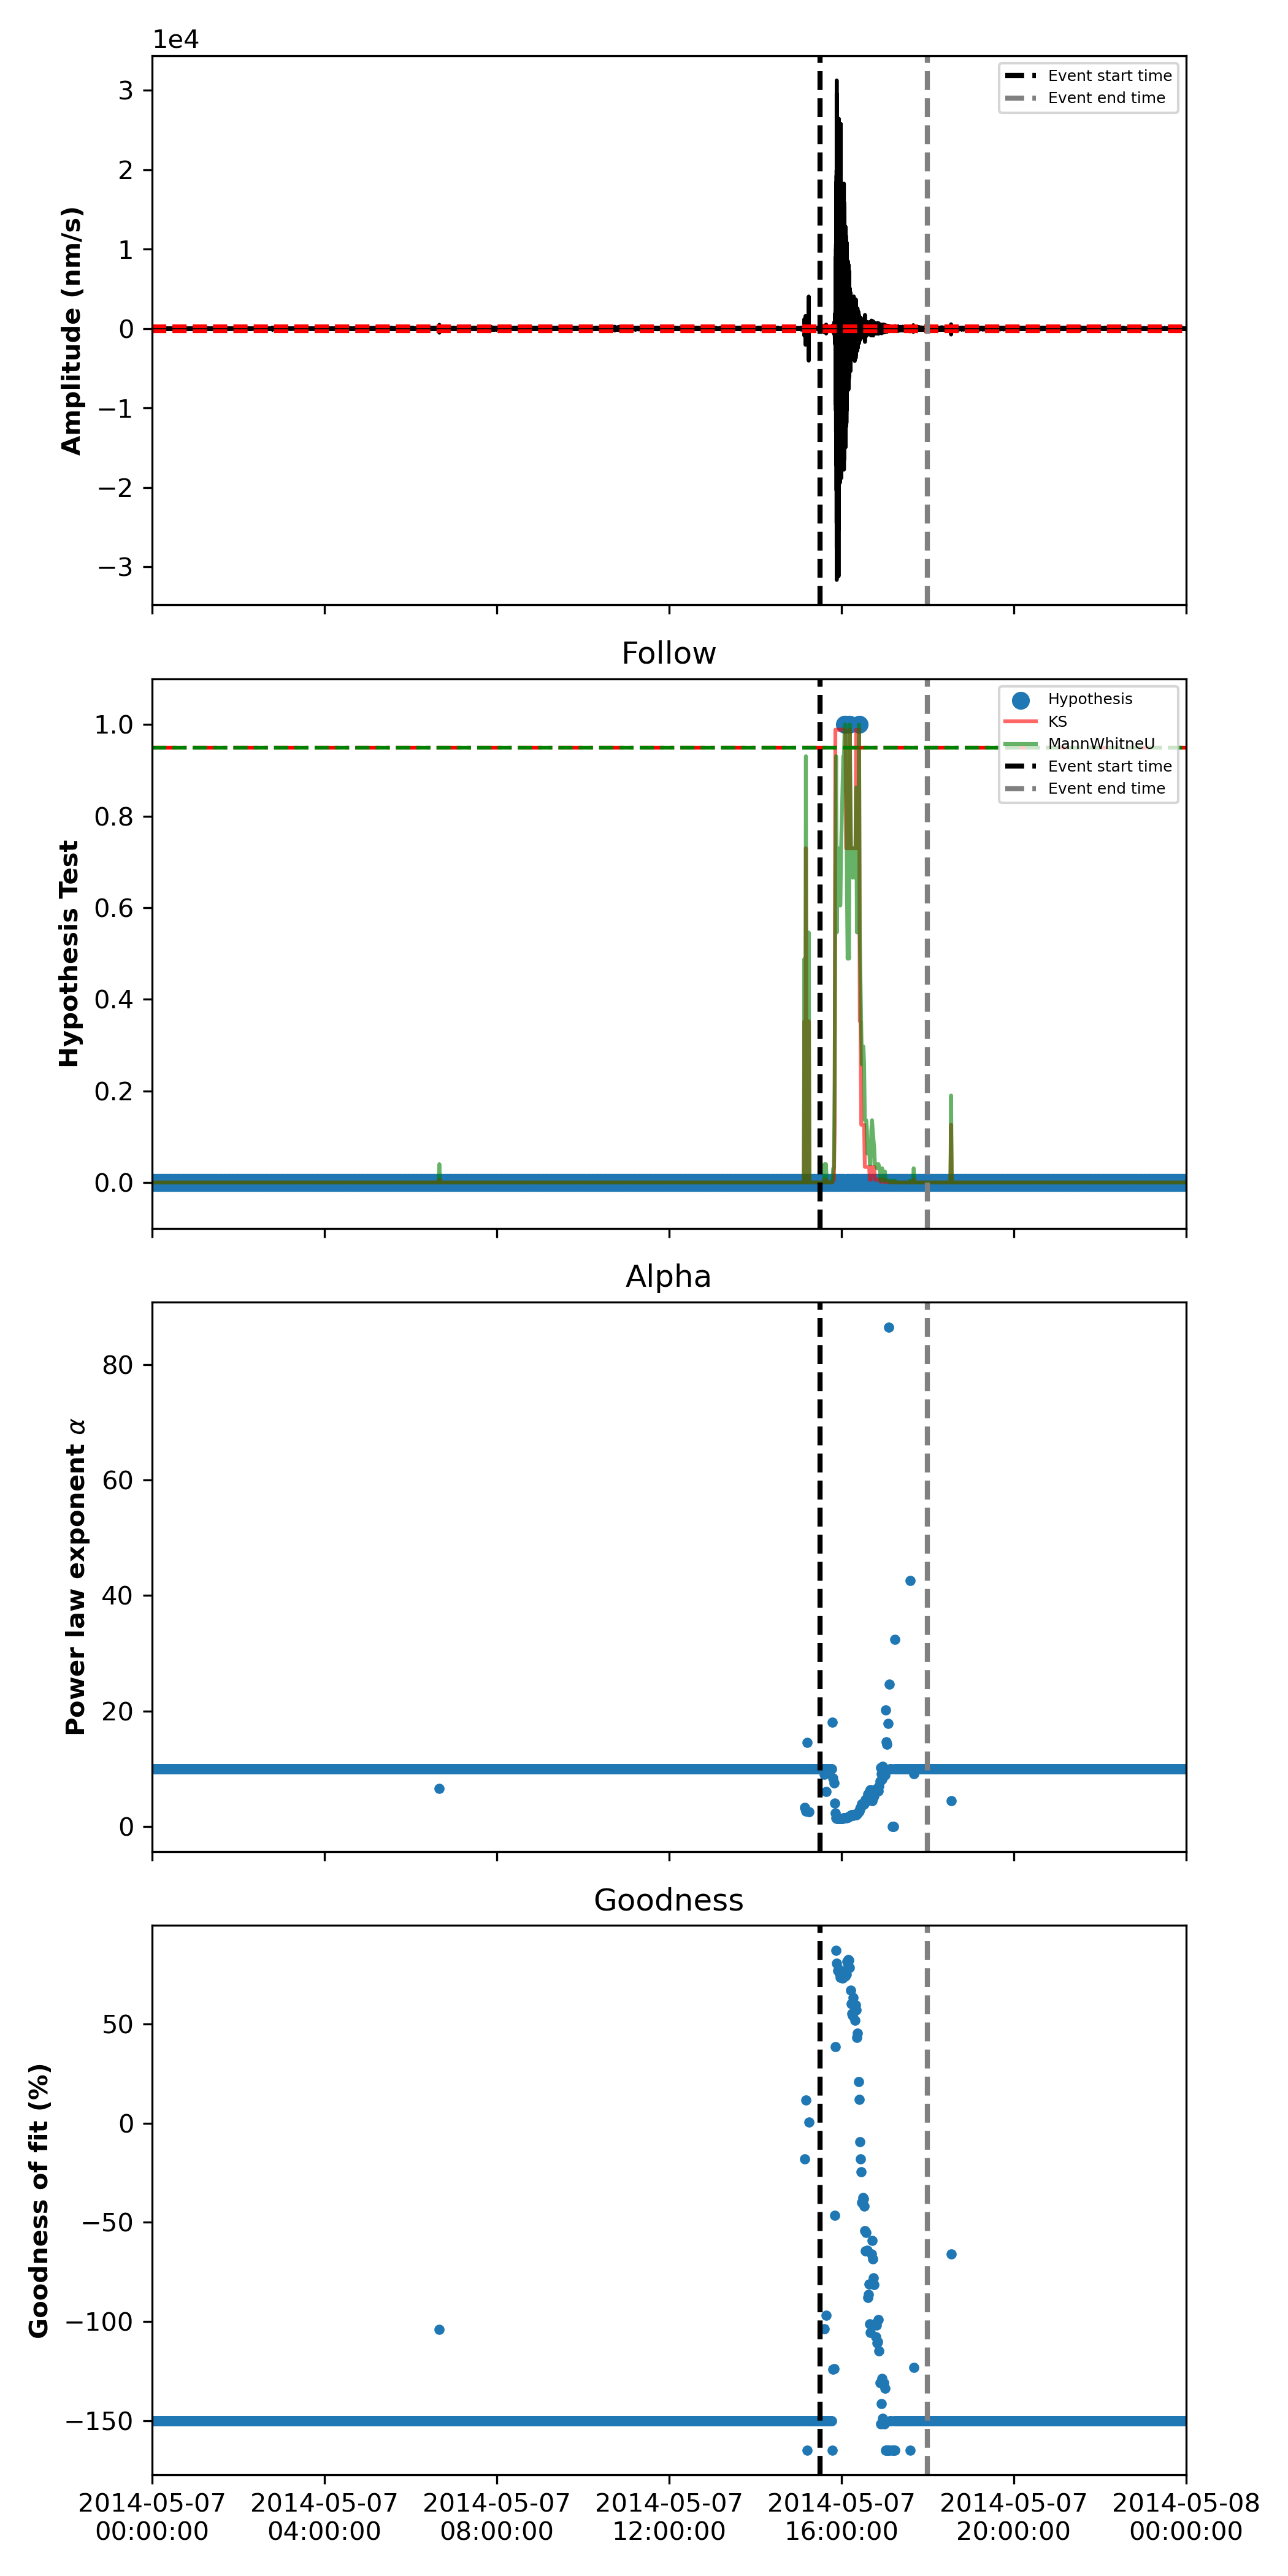 1e4
Amplitude (nm/s)
3
2
1
0
−1
−2
−3
Event start time
Event end time
Follow
Hypothesis Test
1.0
0.8
0.6
0.4
0.2
0.0
Hypothesis
KS
MannWhitneU
Event start time
Event end time
Alpha
Power law exponent α
80
60
40
20
0
Goodness
Goodness of fit (%)
50
0
−50
−100
−150
2014-05-07 2014-05-07 2014-05-07 2014-05-07 2014-05-07 2014-05-07 2014-05-08
00:00:00 04:00:00 08:00:00 12:00:00 16:00:00 20:00:00 00:00:00